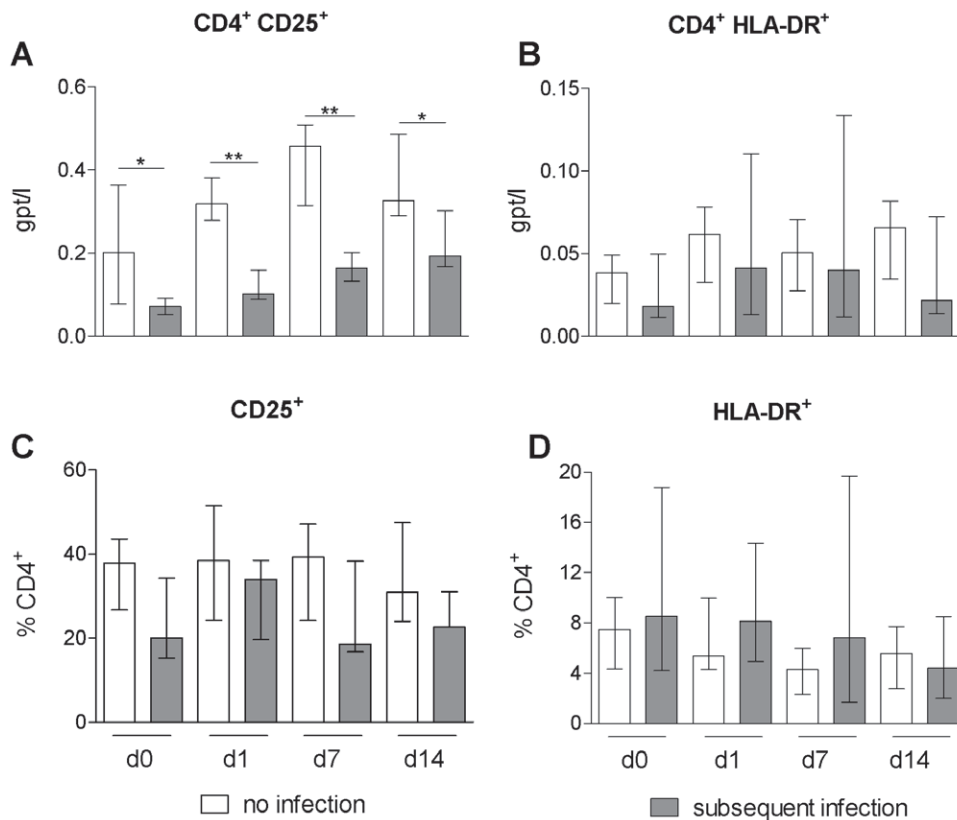 CD4⁺ CD25⁺
CD4⁺ HLA-DR⁺
A
B
0.6
0.4
0.2
0.0
gpt/l
*
**
**
*
0.15
0.10
0.05
0.00
gpt/l
CD25⁺
HLA-DR⁺
C
D
60
40
20
0
% CD4⁺
d0 d1 d7 d14
20
16
12
8
4
0
% CD4⁺
d0 d1 d7 d14
no infection
subsequent infection